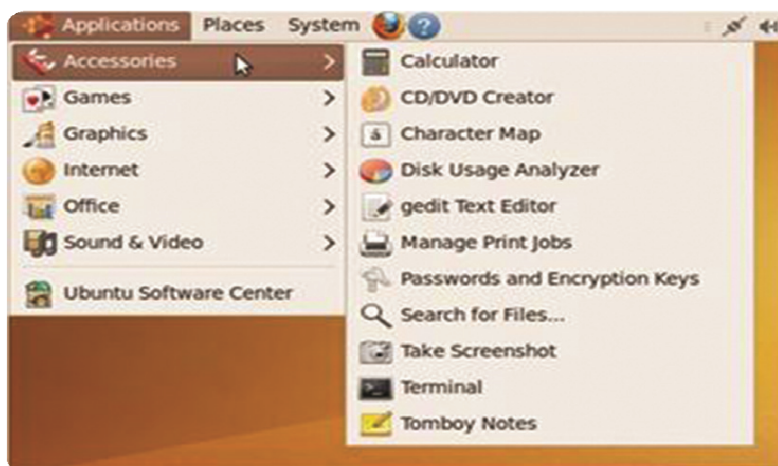 Applications Places System ?
Accessories
Games
Graphics
Internet
Office
Sound & Video
Ubuntu Software Center
Calculator
CD/DVD Creator
á Character Map
Disk Usage Analyzer
gedit Text Editor
Manage Print Jobs
Passwords and Encryption Keys
Search for Files...
Take Screenshot
Terminal
Tomboy Notes